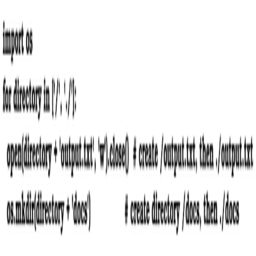 import os
for directory in ['/', './']:
open(directory + 'output.txt', 'w').close() # create /output.txt, then ./output.txt
os.mkdir(directory + 'docs') # create directory /docs, then ./docs